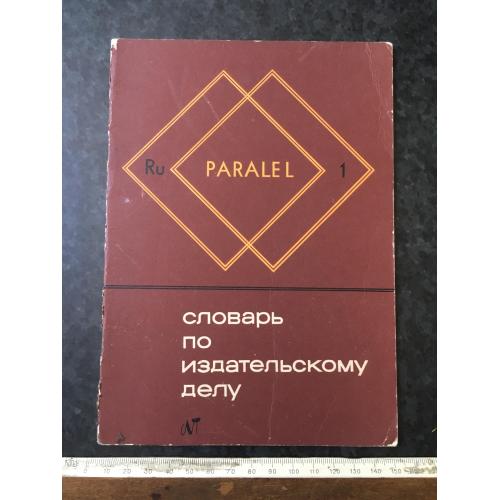 Ru PARALEL 1
словарь
по
издательскому
делу